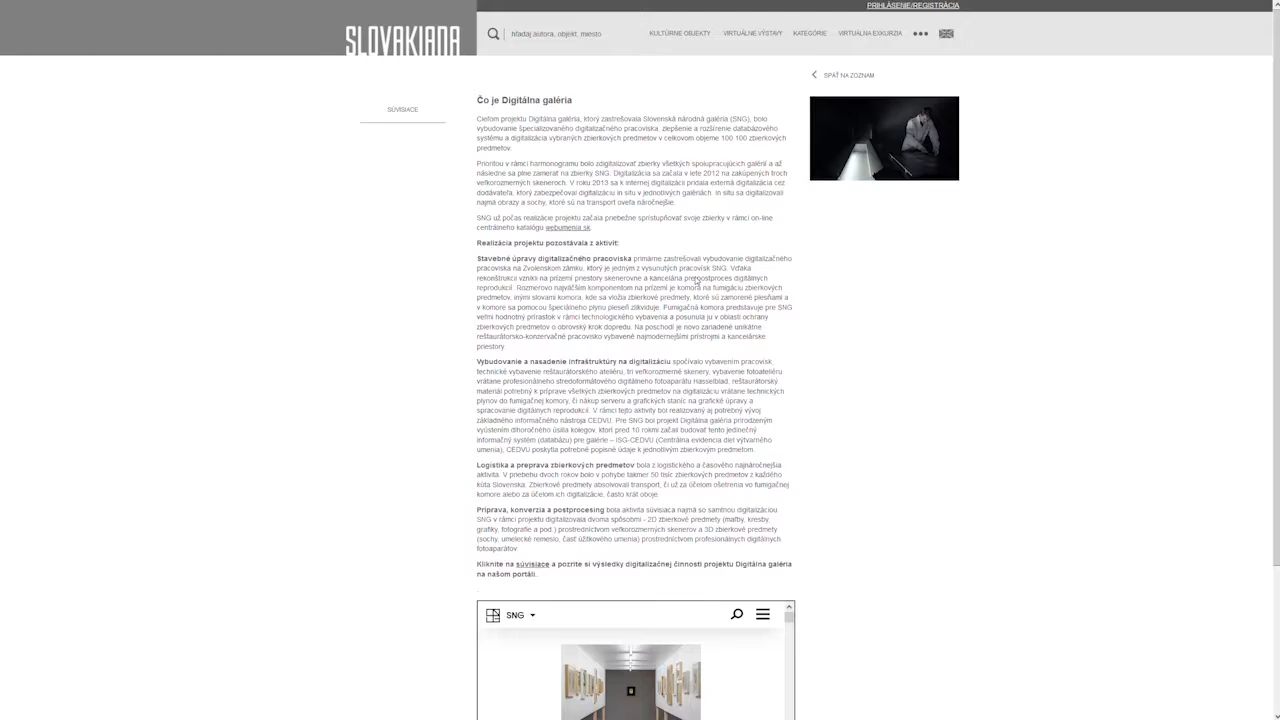 PRIHLÁSENIE/REGISTRÁCIA
SLOVAKIANA
hľadaj autora, objekt, miesto
KULTÚRNE OBJEKTY
VIRTUÁLNE VÝSTAVY
KATEGÓRIE
VIRTUÁLNA EXKURZIA
SPÄŤ NA ZOZNAM
SÚVISIACE
Čo je Digitálna galéria
Cieľom projektu Digitálna galéria, ktorý zastrešovala Slovenská národná galéria (SNG), bolo
vybudovanie špecializovaného digitalizačného pracoviska, zlepšenie a rozšírenie databázového
systému a digitalizácia vybraných zbierkových predmetov v celkovom objeme 100 100 zbierkových
predmetov.
Prioritou v rámci harmonogramu bolo zdigitalizovať zbierky všetkých spolupracujúcich galérií a až
následne sa plne zamerať na zbierky SNG. Digitalizácia sa začala v lete 2012 na zakúpených troch
veľkorozmerných skeneroch. V roku 2013 sa k internej digitalizácii pridala externá digitalizácia cez
dodávateľa, ktorý zabezpečoval digitalizáciu in situ v jednotlivých galériách. In situ sa digitalizovali
najmä obrazy a sochy, ktoré sú na transport oveľa náročnejšie.
SNG už počas realizácie projektu začala priebežne sprístupňovať svoje zbierky v rámci on-line
centrálneho katalógu webumenia.sk.
Realizácia projektu pozostávala z aktivít:
Stavebné úpravy digitalizačného pracoviska primárne zastrešovali vybudovanie digitalizačného
pracoviska na Zvolenskom zámku, ktorý je jedným z vysunutých pracovísk SNG. Vďaka
rekonštrukcii vznikli na prízemí priestory skenerovne a kancelária pre postproces digitálnych
reprodukcií. Rozmerovo najväčším komponentom na prízemí je komora na fumigáciu zbierkových
predmetov, inými slovami komora, kde sa vložia zbierkové predmety, ktoré sú zamorené plesňami a
v komore sa pomocou špeciálneho plynu pleseň zlikviduje. Fumigačná komora predstavuje pre SNG
veľmi hodnotný prírastok v rámci technologického vybavenia a posunula ju v oblasti ochrany
zbierkových predmetov o obrovský krok dopredu. Na poschodí je novo zariadené unikátne
reštaurátorsko-konzervačné pracovisko vybavené najmodernejšími prístrojmi a kancelárske
priestory.
Vybudovanie a nasadenie infraštruktúry na digitalizáciu spočívalo vybavením pracovísk,
technické vybavenie reštaurátorského ateliéru, tri veľkorozmerné skenery, vybavenie fotoateliéru
vrátane profesionálneho stredoformátového digitálneho fotoaparátu Hasselblad, reštaurátorský
materiál potrebný k príprave všetkých zbierkových predmetov na digitalizáciu vrátane technických
plynov do fumigačnej komory, či nákup serveru a grafických staníc na grafické úpravy a
spracovanie digitálnych reprodukcií. V rámci tejto aktivity bol realizovaný aj potrebný vývoj
základného informačného nástroja CEDVU. Pre SNG bol projekt Digitálna galéria prirodzeným
vyústením dlhoročného úsilia kolegov, ktorí pred 10 rokmi začali budovať tento jedinečný
informačný systém (databázu) pre galérie – ISG-CEDVU (Centrálna evidencia diel výtvarného
umenia), CEDVU poskytla potrebné popisné údaje k jednotlivým zbierkovým predmetom.
Logistika a preprava zbierkových predmetov bola z logistického a časového najnáročnejšia
aktivita. V priebehu dvoch rokov bolo v pohybe takmer 50 tisíc zbierkových predmetov z každého
kúta Slovenska. Zbierkové predmety absolvovali transport, či už za účelom ošetrenia vo fumigačnej
komore alebo za účelom ich digitalizácie, často krát oboje.
Príprava, konverzia a postprocesing bola aktivita súvisiaca najmä so samtnou digitalizáciou.
SNG v rámci projektu digitalizovala dvoma spôsobmi - 2D zbierkové predmety (maľby, kresby,
grafiky, fotografie a pod.) prostredníctvom veľkorozmerných skenerov a 3D zbierkové predmety
(sochy, umelecké remeslo, časť úžitkového umenia) prostredníctvom profesionálnych digitálnych
fotoaparátov.
Kliknite na súvisiace a pozrite si výsledky digitalizačnej činnosti projektu Digitálna galéria
na našom portáli.
.
SNG